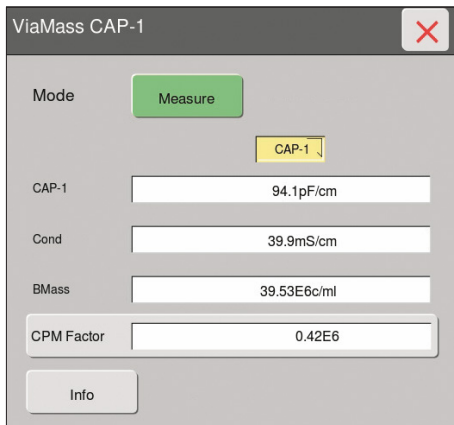 ViaMass CAP-1
Mode Measure
CAP-1
CAP-1 94.1pF/cm
Cond 39.9mS/cm
BMass 39.53E6c/ml
CPM Factor 0.42E6
Info